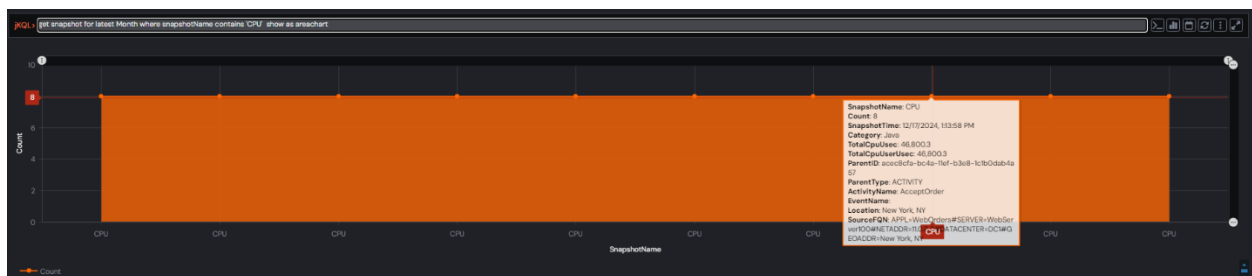 jKQL> get snapshot for latest Month where snapshotName contains 'CPU' show as areachart
10
8
6
4
2
0
Count
SnapshotName: CPU
Count: 8
SnapshotTime: 12/17/2024, 1:13:58 PM
Category: Java
TotalCpuUsec: 46,800.3
TotalCpuUserUsec: 46,800.3
ParentID: acec8cfa-bc4a-11ef-b3e8-1c1b0dab4a
57
ParentType: ACTIVITY
ActivityName: AcceptOrder
EventName:
Location: New York, NY
SourceFQN: APPL=WebOrders#SERVER=WebSer
ver100#NETADDR=11.0. DATACENTER=DC1#G
EOADDR=New York, NY
CPU CPU CPU CPU CPU CPU CPU CPU CPU CPU
SnapshotName
Count